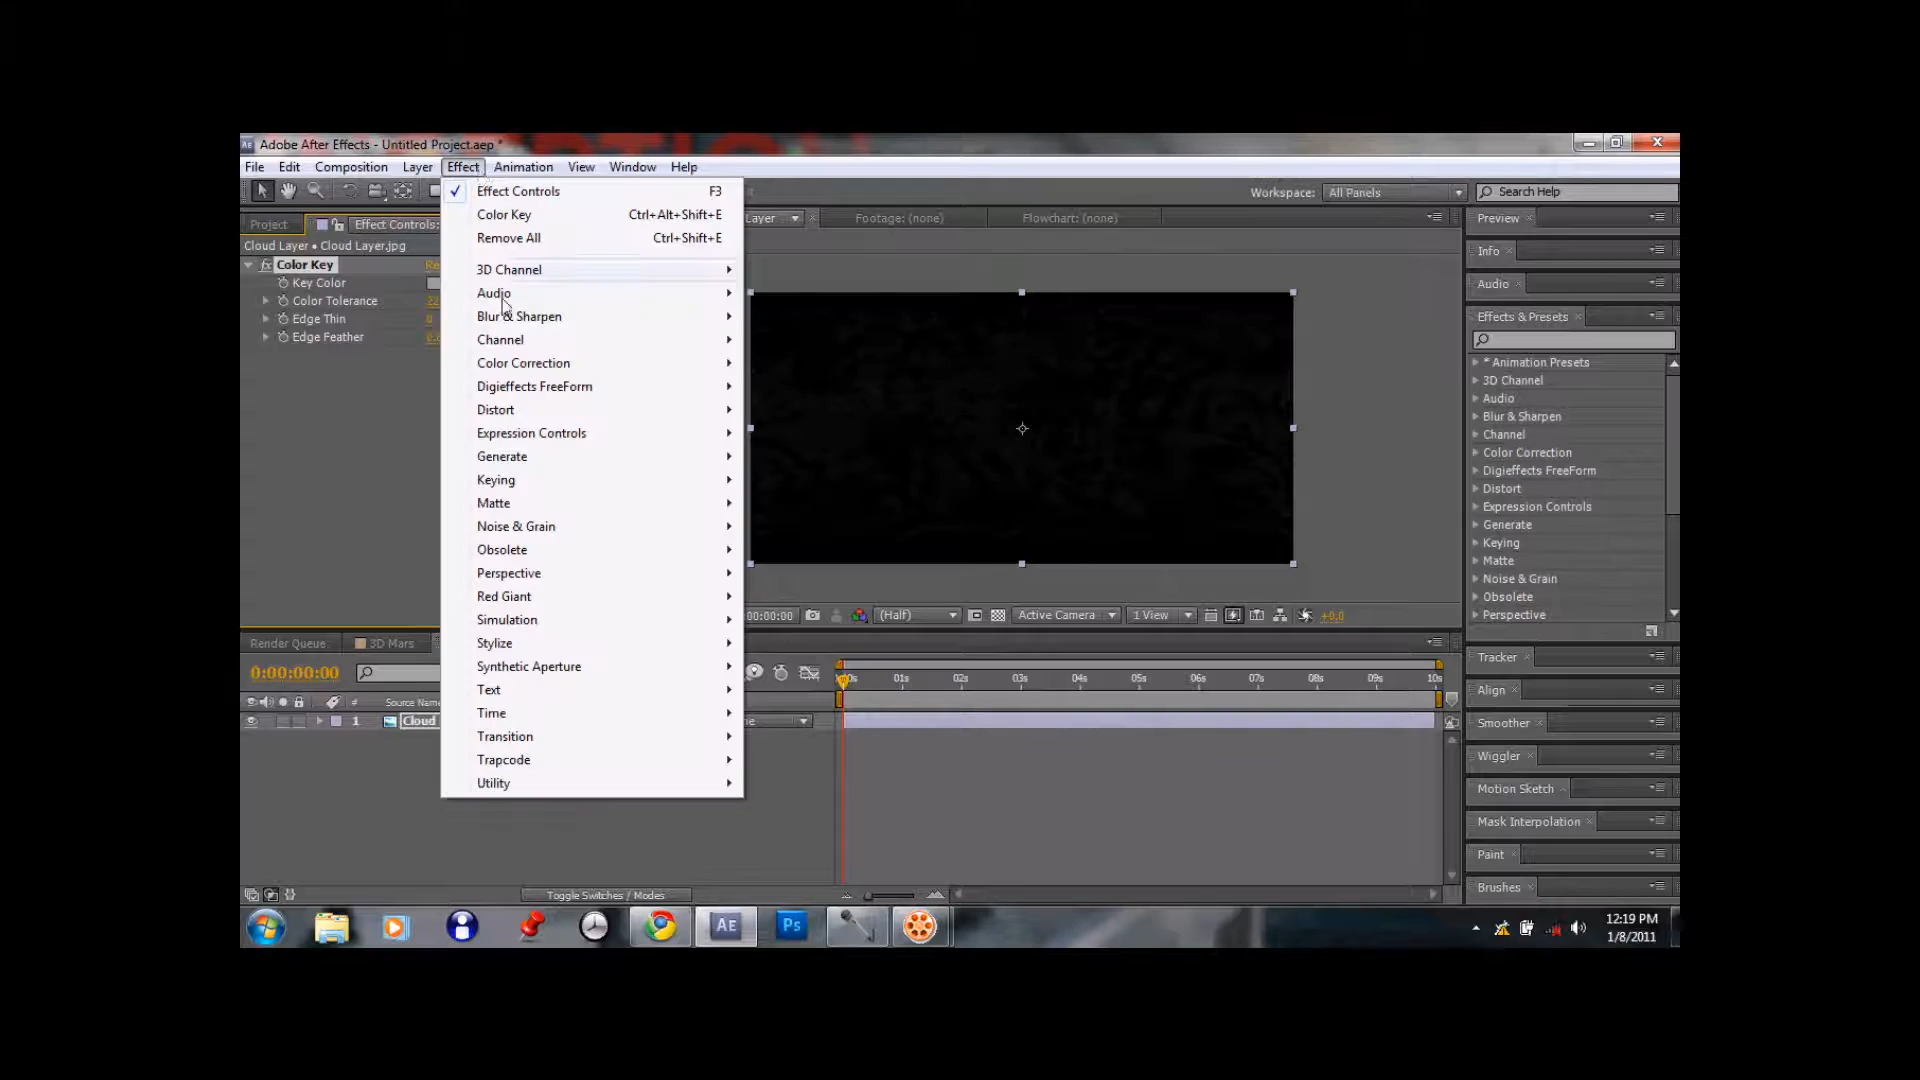 Adobe After Effects - Untitled Project.aep *
File Edit Composition Layer Effect Animation View Window Help
Workspace: All Panels Search Help
Project Effect Controls: Layer Footage: (none) Flowchart: (none)
Cloud Layer • Cloud Layer.jpg
fx Color Key
Key Color
Color Tolerance
Edge Thin 0
Edge Feather
Effect Controls F3
Color Key Ctrl+Alt+Shift+E
Remove All Ctrl+Shift+E
3D Channel
Audio
Blur & Sharpen
Channel
Color Correction
Digieffects FreeForm
Distort
Expression Controls
Generate
Keying
Matte
Noise & Grain
Obsolete
Perspective
Red Giant
Simulation
Stylize
Synthetic Aperture
Text
Time
Transition
Trapcode
Utility
Preview
Info
Audio
Effects & Presets
* Animation Presets
3D Channel
Audio
Blur & Sharpen
Channel
Color Correction
Digieffects FreeForm
Distort
Expression Controls
Generate
Keying
Matte
Noise & Grain
Obsolete
Perspective
Tracker
Align
Smoother
Wiggler
Motion Sketch
Mask Interpolation
Paint
Brushes
00:00:00 (Half) Active Camera 1 View +0.0
Render Queue 3D Mars
0:00:00:00
01s 02s 03s 04s 05s 06s 07s 08s 09s 10s
# Source Name
1 Cloud
Toggle Switches / Modes
AE Ps
12:19 PM
1/8/2011